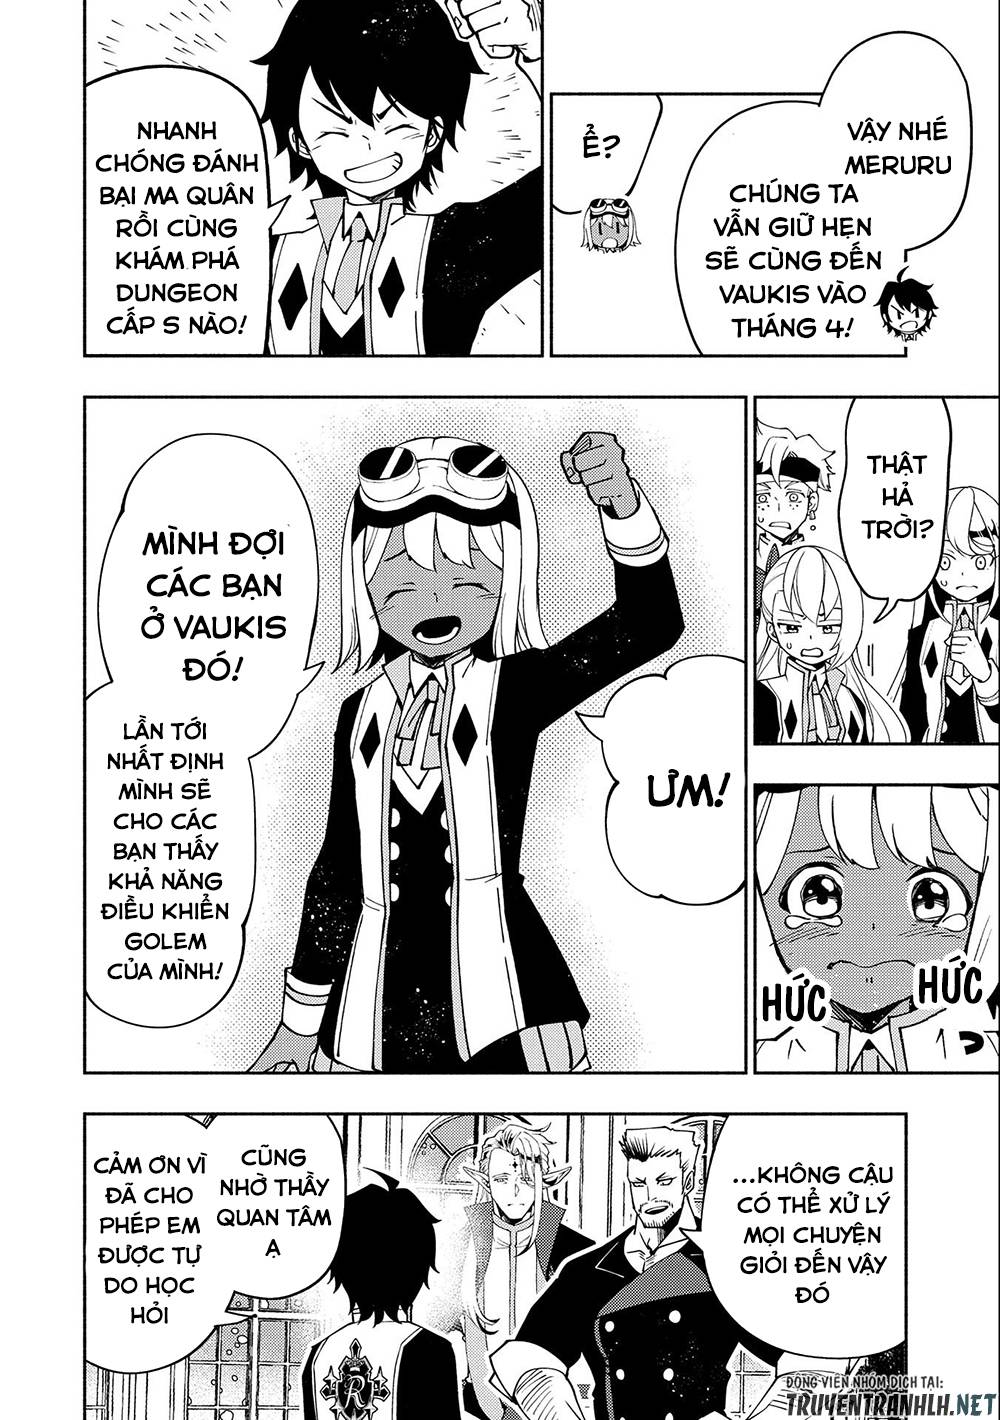 VẬY NHÉ
MERURU
CHÚNG TA
VẪN GIỮ HẸN
SẼ CÙNG ĐẾN
VAUKIS VÀO
THÁNG 4!
Ể?
NHANH
CHÓNG ĐÁNH
BẠI MA QUÂN
RỒI CÙNG
KHÁM PHÁ
DUNGEON
CẤP S NÀO!
THẬT
HẢ
TRỜI?
HỨC
HỨC
ƯM!
MÌNH ĐỢI
CÁC BẠN
Ở VAUKIS
ĐÓ!
LẦN TỚI
NHẤT ĐỊNH
MÌNH SẼ
CHO CÁC
BẠN THẤY
KHẢ NĂNG
ĐIỀU KHIỂN
GOLEM
CỦA MÌNH!
...KHÔNG CẬU
CÓ THỂ XỬ LÝ
MỌI CHUYỆN
GIỎI ĐẾN VẬY
ĐÓ
CŨNG
NHỜ THẦY
QUAN TÂM
Ạ
CẢM ƠN VÌ
ĐÃ CHO
PHÉP EM
ĐƯỢC TỰ
DO HỌC
HỎI
R
ĐỘNG VIÊN NHÓM DỊCH TẠI:
TRUYENTRANHLH.NET